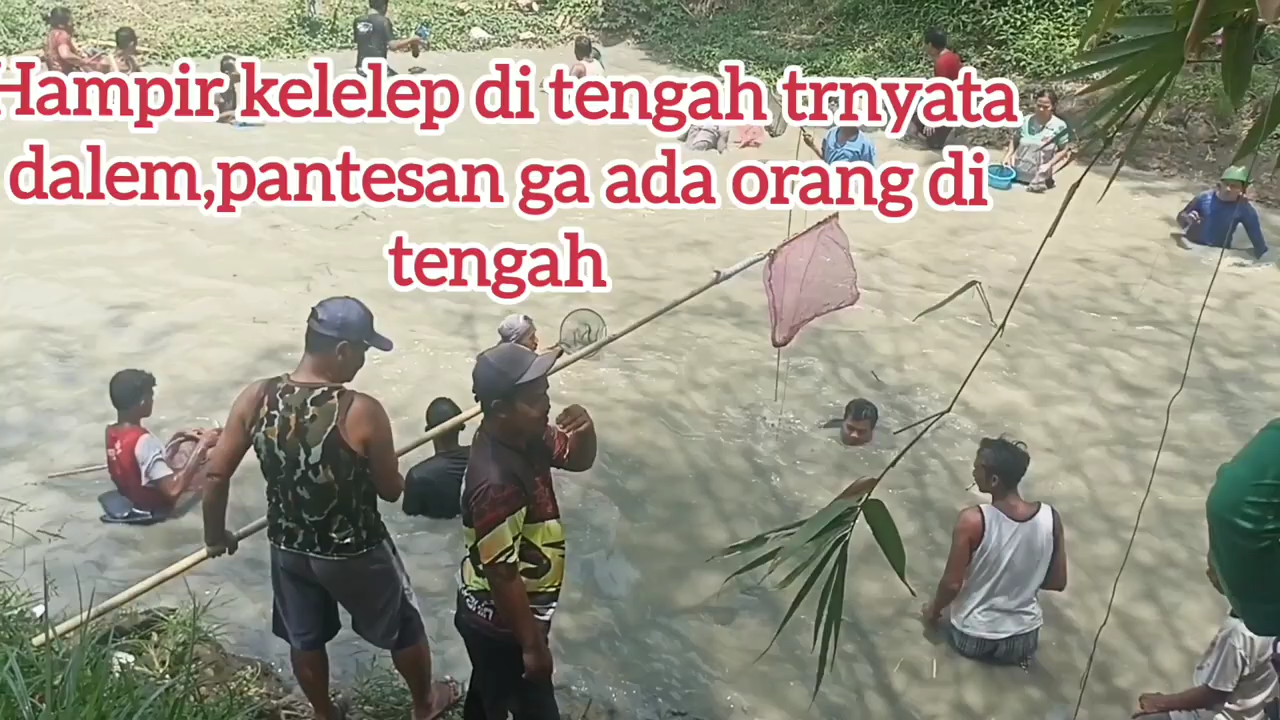 Hampir kelelep di tengah trnyata
dalem,pantesan ga ada orang di
tengah